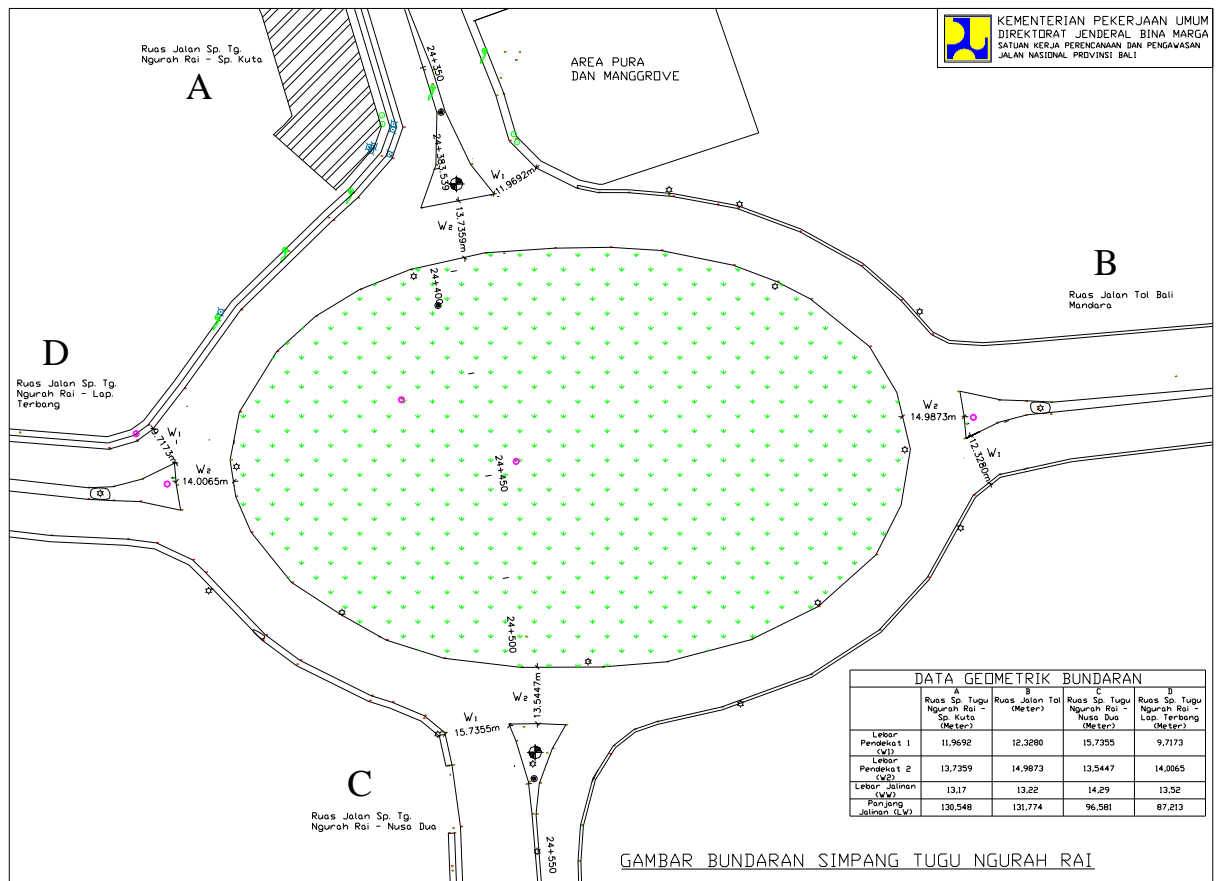 KEMENTERIAN PEKERJAAN UMUM
DIREKTORAT JENDERAL BINA MARGA
SATUAN KERJA PERENCANAAN DAN PENGAWASAN
JALAN NASIONAL PROVINSI BALI
Ruas Jalan Sp. Tg.
Ngurah Rai - Sp. Kuta
A
24+350
AREA PURA
DAN MANGGROVE
24+383.539
W1
11.9692m
W2
13.7359m
24+400
B
Ruas Jalan Tol Bali
Mandara
D
Ruas Jalan Sp. Tg.
Ngurah Rai - Lap.
Terbang
W1
9.7173m
W2
14.0065m
W2
14.9873m
W1
12.3280m
24+450
24+500
W2
13.5447m
W1
15.7355m
C
Ruas Jalan Sp. Tg.
Ngurah Rai - Nusa Dua
24+550
DATA GEOMETRIK BUNDARAN
A
Ruas Sp. Tugu
Ngurah Rai -
Sp. Kuta
(Meter)
B
Ruas Jalan Tol
(Meter)
C
Ruas Sp. Tugu
Ngurah Rai -
Nusa Dua
(Meter)
D
Ruas Sp. Tugu
Ngurah Rai -
Lap. Terbang
(Meter)
Lebar
Pendekat 1
(W1)
11,9692 12,3280 15,7355 9,7173
Lebar
Pendekat 2
(W2)
13,7359 14,9873 13,5447 14,0065
Lebar Jalinan
(WW)
13,17 13,22 14,29 13,52
Panjang
Jalinan (LW)
130,548 131,774 96,581 87,213
GAMBAR BUNDARAN SIMPANG TUGU NGURAH RAI